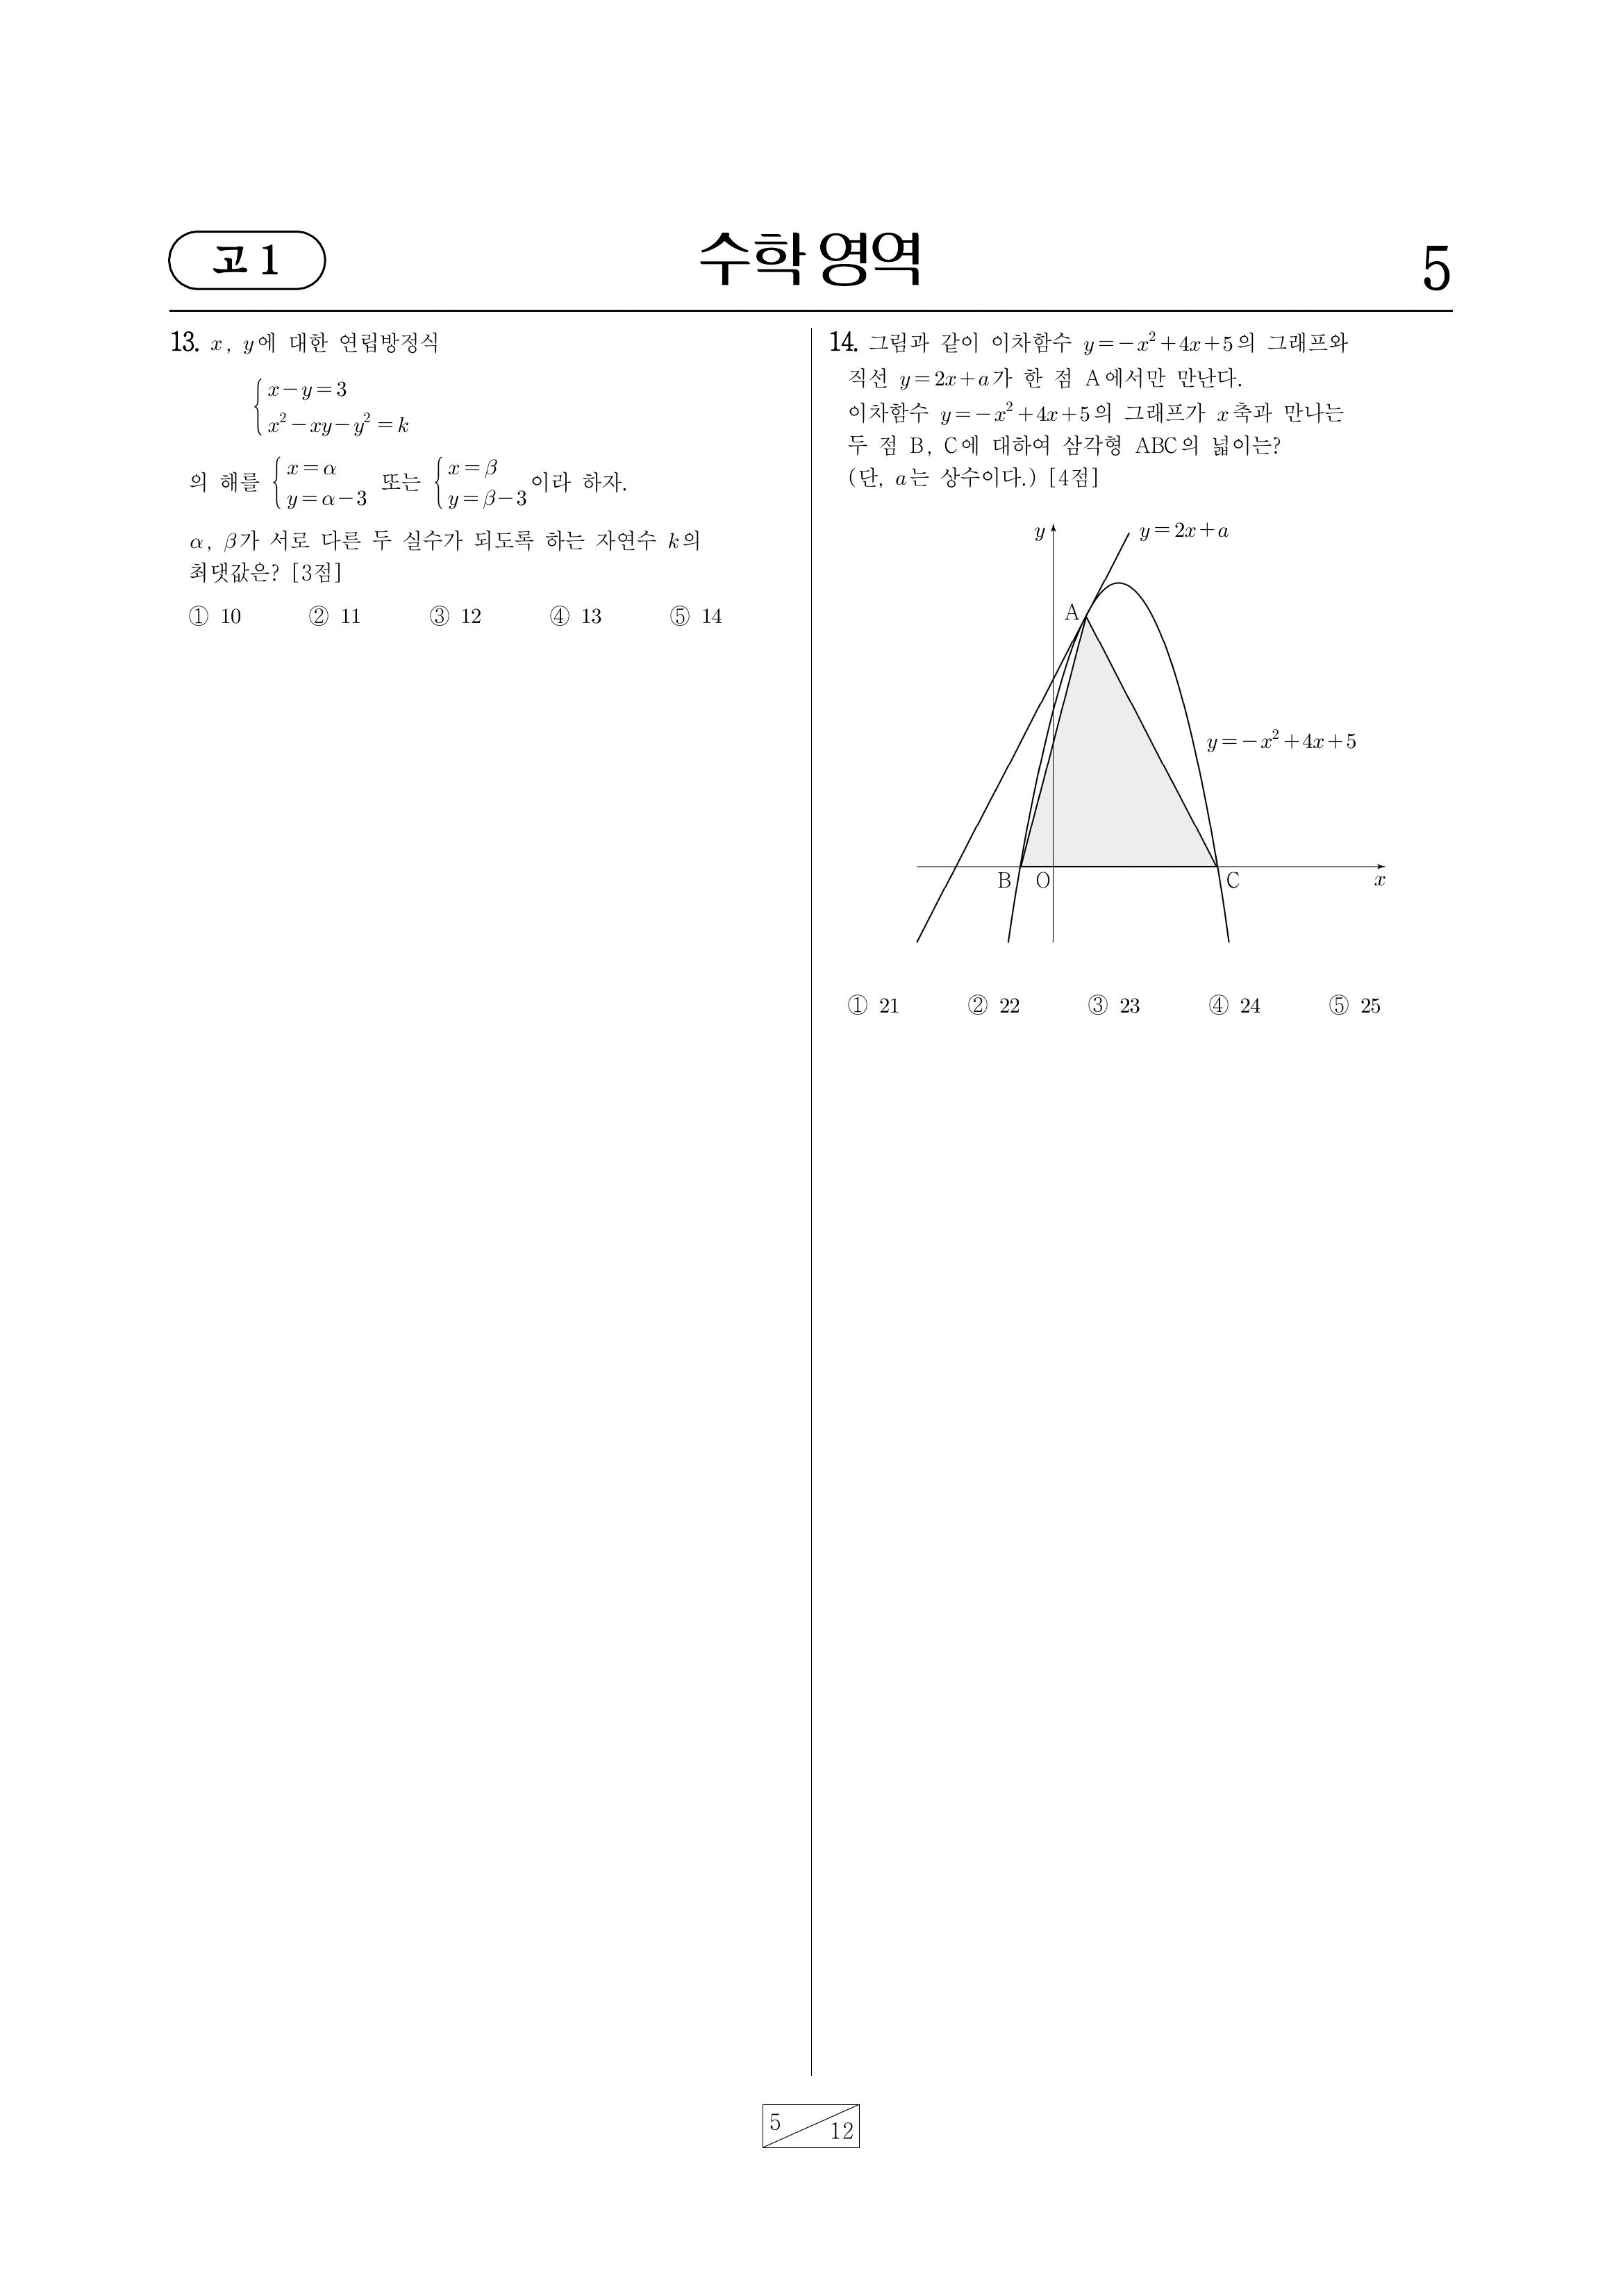 고 1
수학 영역
5
13. x, y에 대한 연립방정식
{ x-y=3
x²-xy-y²=k
의 해를 { x=α y=α-3 또는 { x=β y=β-3 이라 하자.
α, β가 서로 다른 두 실수가 되도록 하는 자연수 k의
최댓값은? [3점]
① 10 ② 11 ③ 12 ④ 13 ⑤ 14
14. 그림과 같이 이차함수 y=-x²+4x+5의 그래프와
직선 y=2x+a가 한 점 A에서만 만난다.
이차함수 y=-x²+4x+5의 그래프가 x축과 만나는
두 점 B, C에 대하여 삼각형 ABC의 넓이는?
(단, a는 상수이다.) [4점]
y
y=2x+a
A
y=-x²+4x+5
B
O
C
x
① 21 ② 22 ③ 23 ④ 24 ⑤ 25
5
12